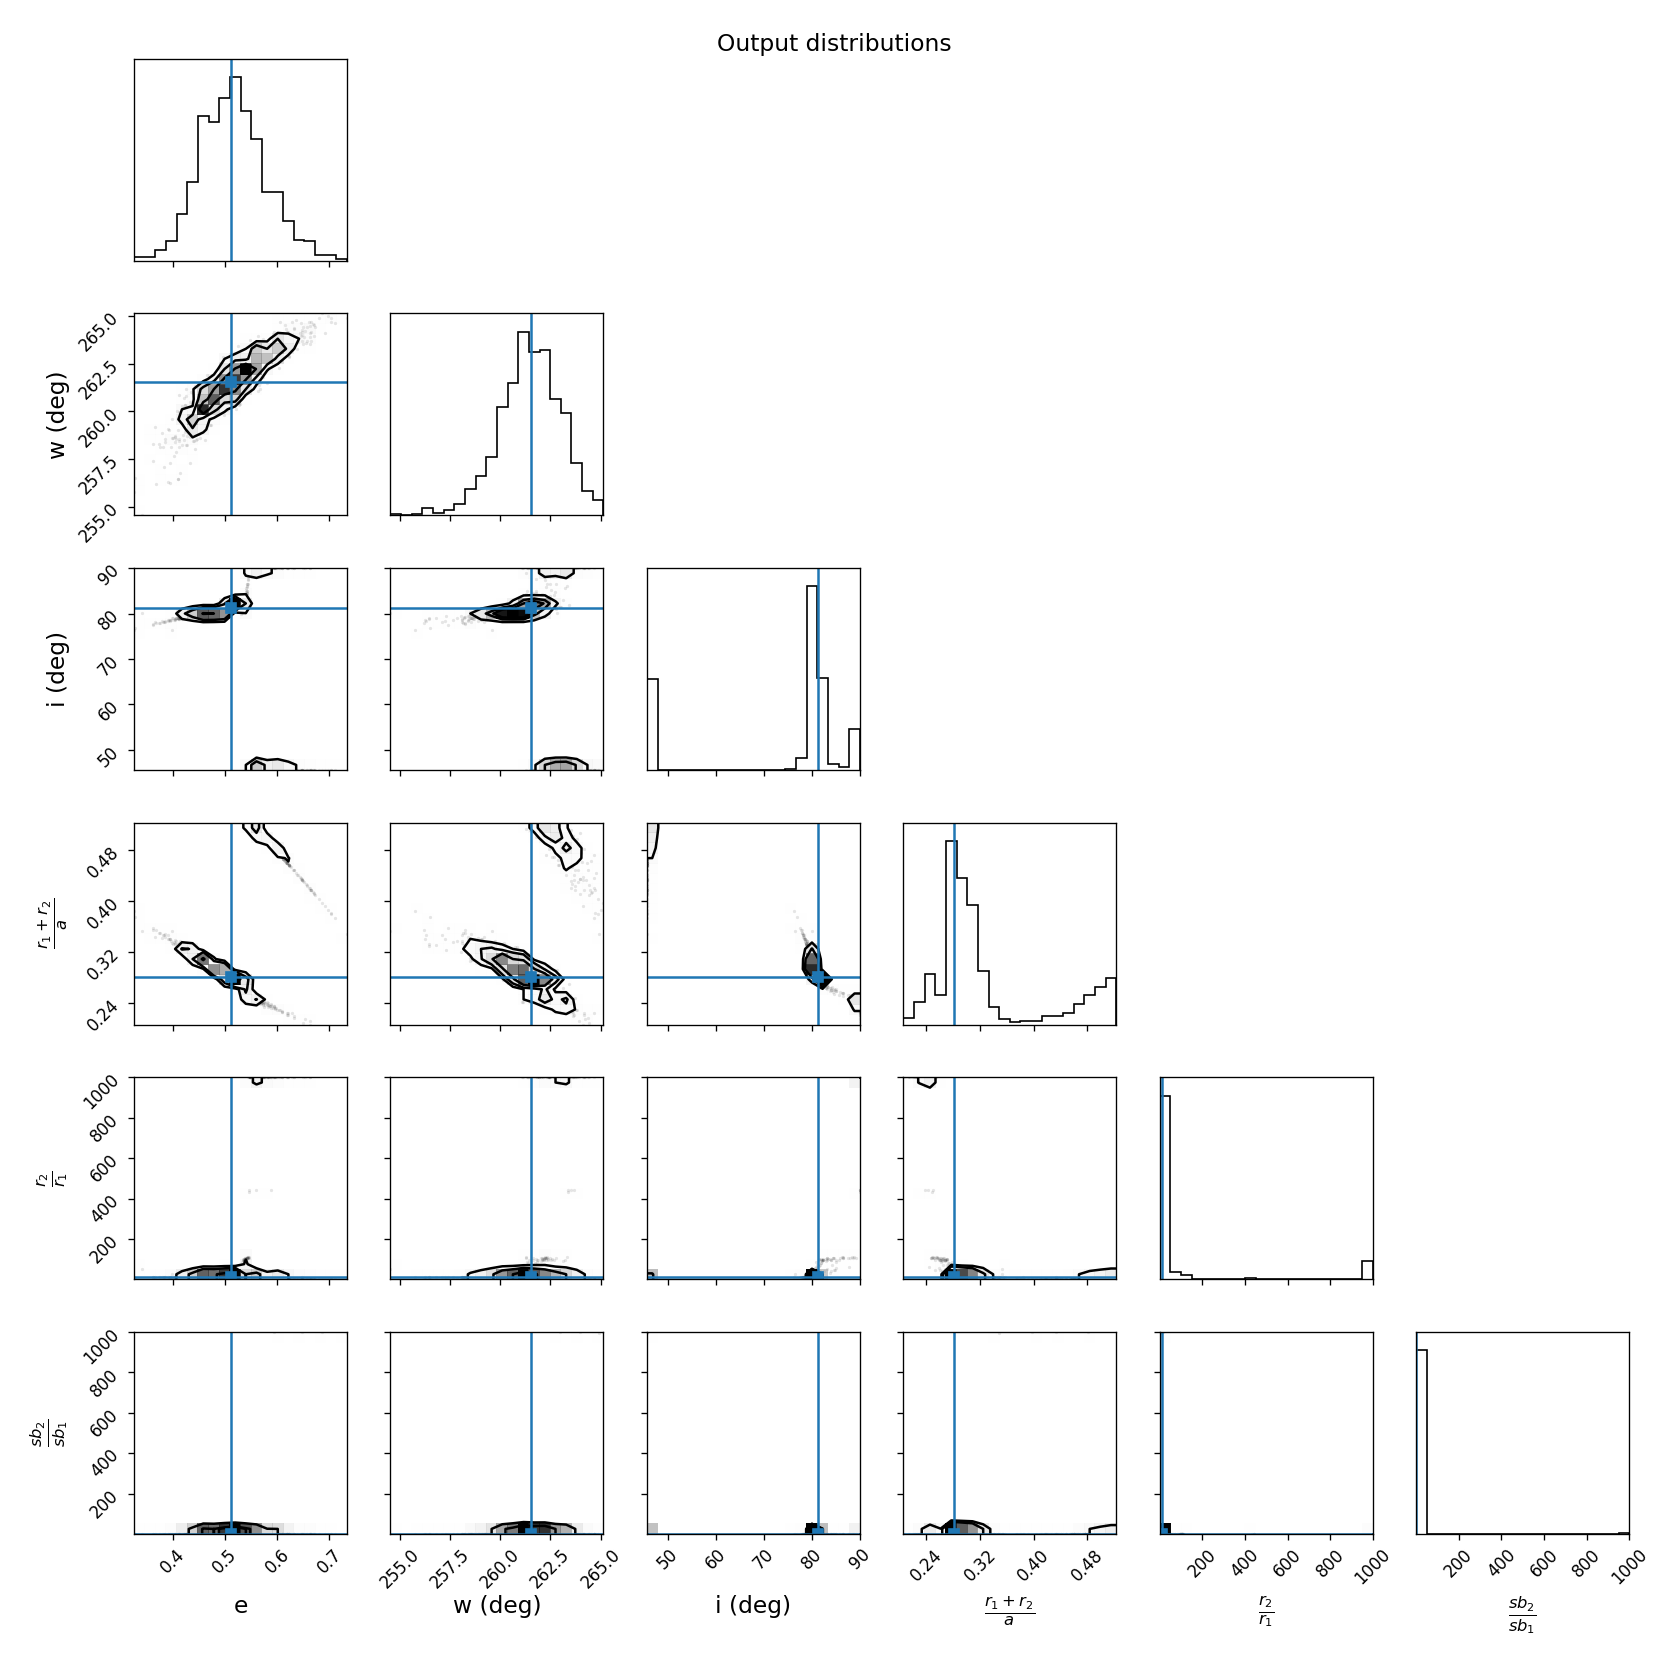 Output distributions
265.0
262.5
260.0
257.5
255.0
w (deg)
90
80
70
60
50
i (deg)
0.48
0.40
0.32
0.24
r₁ + r₂
a
1000
800
600
400
200
r₂
r₁
1000
800
600
400
200
sb₂
sb₁
0.4 0.5 0.6 0.7
e
255.0 257.5 260.0 262.5 265.0
w (deg)
50 60 70 80 90
i (deg)
0.24 0.32 0.40 0.48
r₁ + r₂
a
200 400 600 800 1000
r₂
r₁
200 400 600 800 1000
sb₂
sb₁